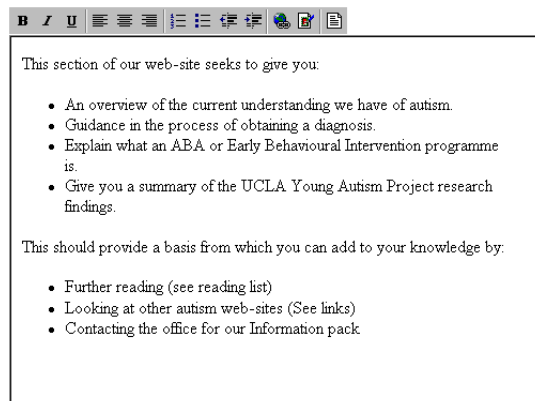 B I U
This section of our web-site seeks to give you:
• An overview of the current understanding we have of autism.
• Guidance in the process of obtaining a diagnosis.
• Explain what an ABA or Early Behavioural Intervention programme
is.
• Give you a summary of the UCLA Young Autism Project research
findings.
This should provide a basis from which you can add to your knowledge by:
• Further reading (see reading list)
• Looking at other autism web-sites (See links)
• Contacting the office for our Information pack